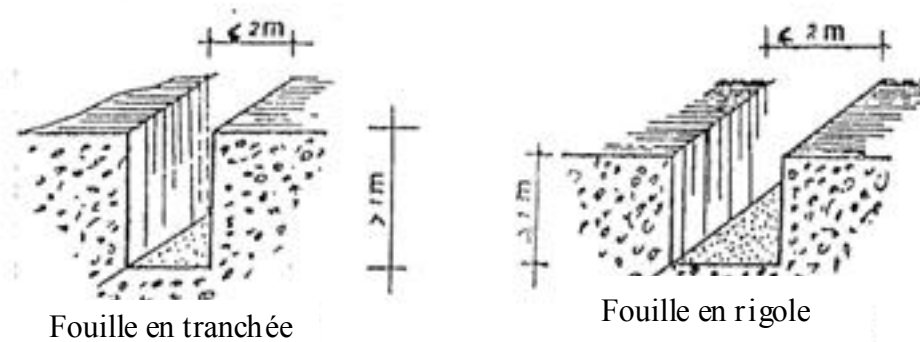 ≤ 2m
> 1m
Fouille en tranchée
≤ 2m
1m
Fouille en rigole